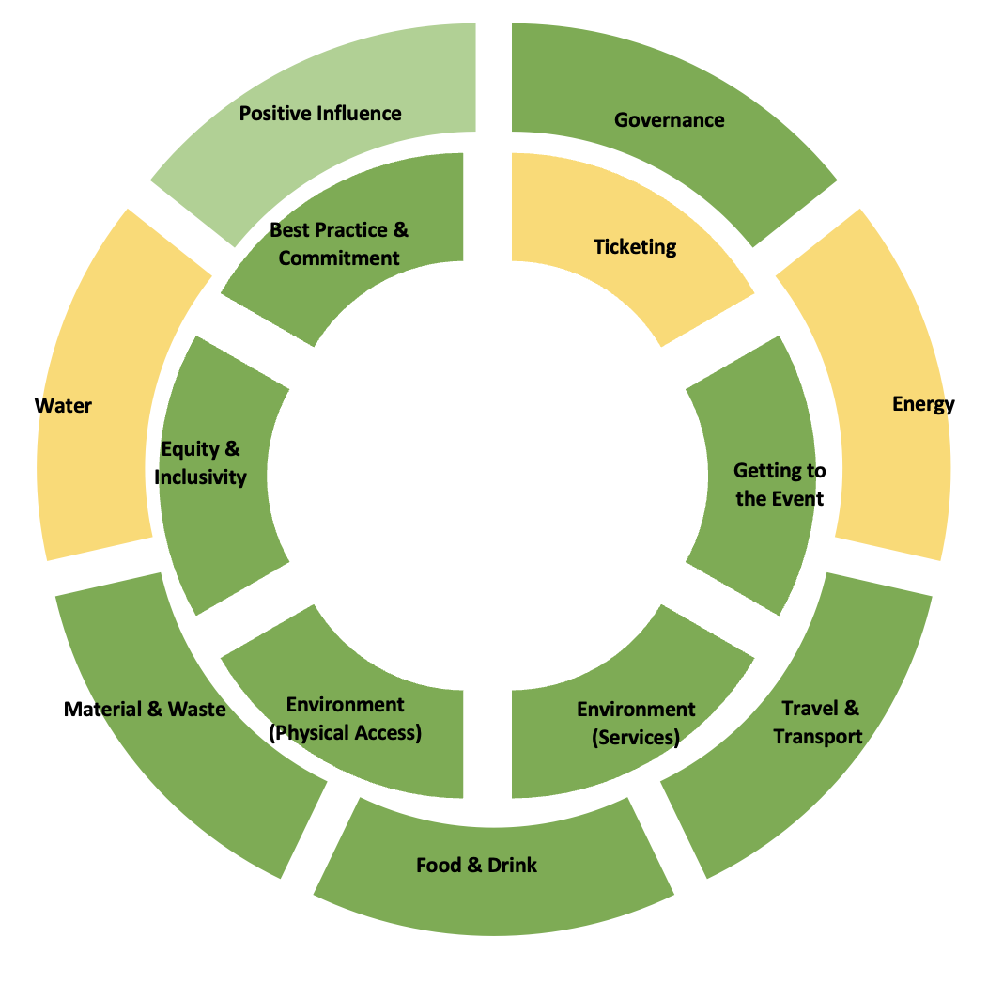 Positive Influence
Governance
Best Practice &
Commitment
Ticketing
Water
Energy
Equity &
Inclusivity
Getting to
the Event
Material & Waste
Environment
(Physical Access)
Environment
(Services)
Travel &
Transport
Food & Drink